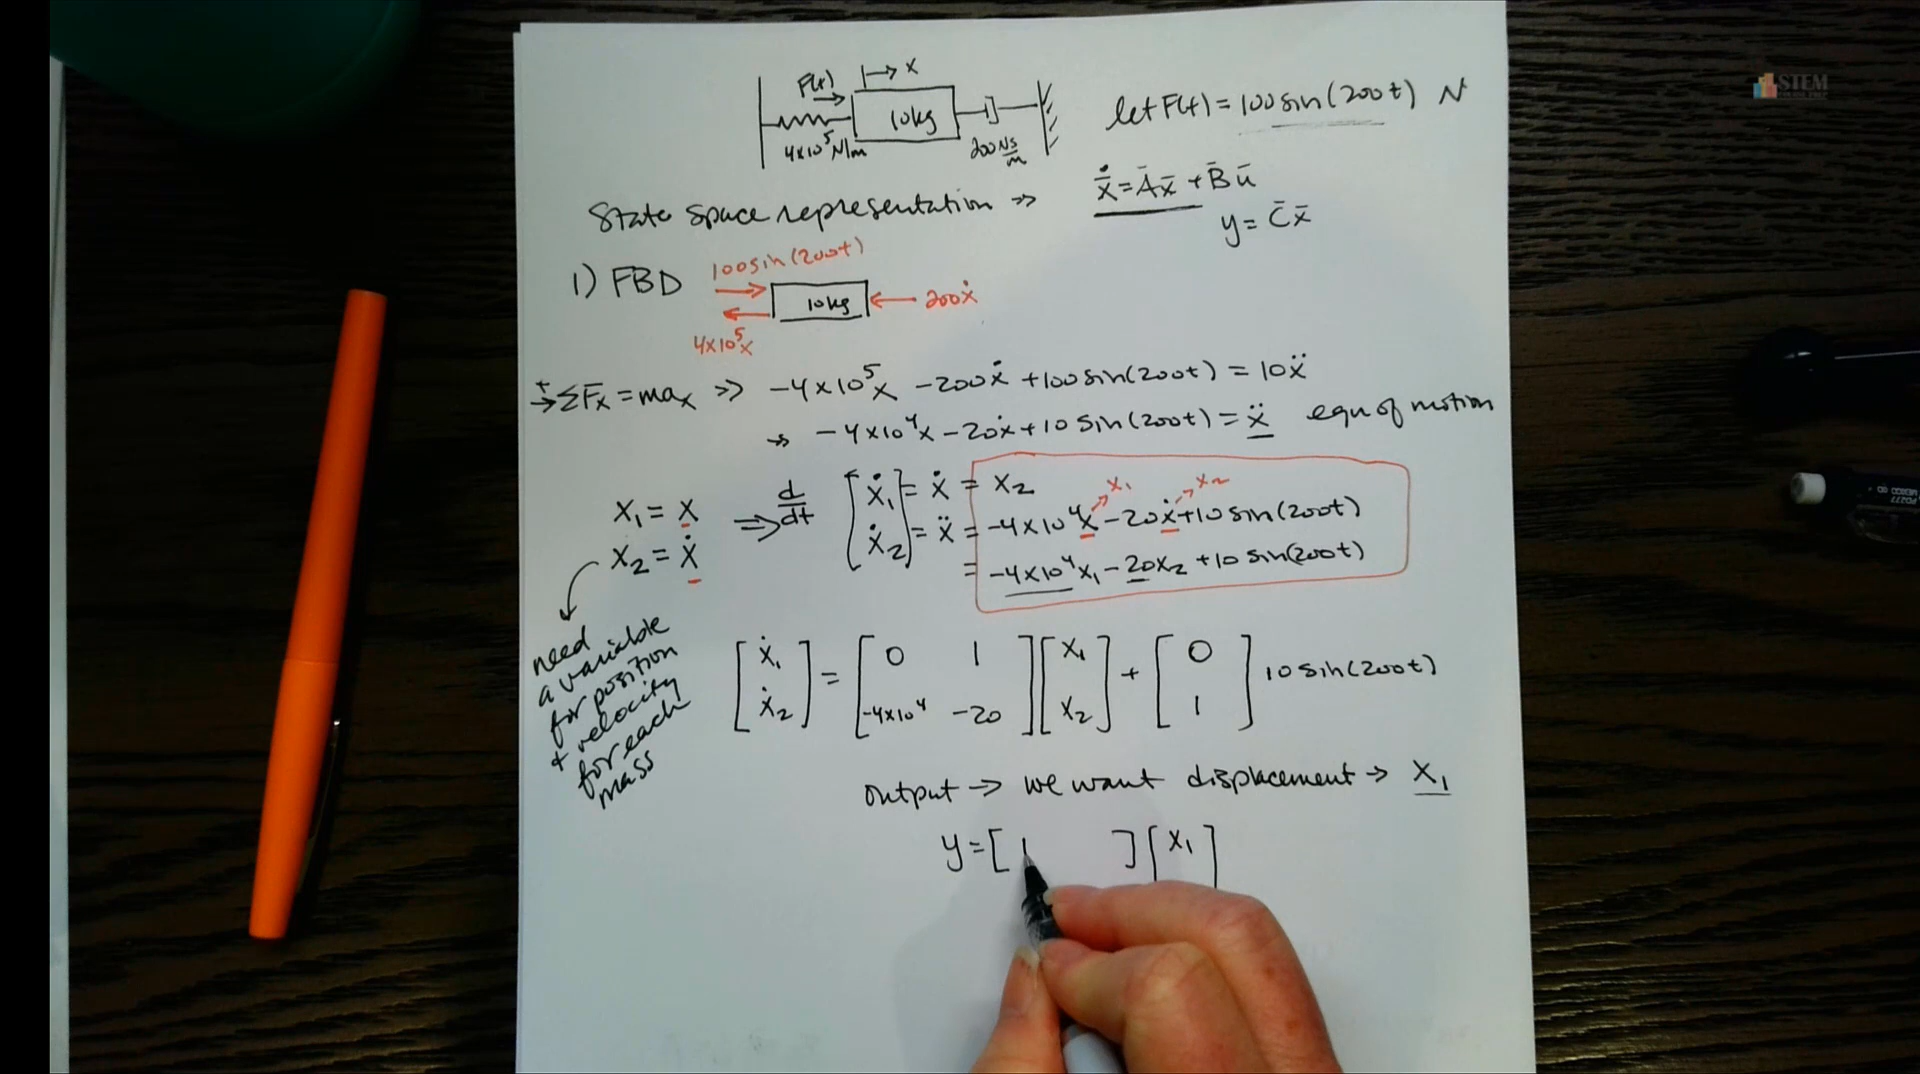 F(t) → x
10kg
4x10⁵ N/m
200 Ns/m
let F(t) = 100 sin(200t) N
State space representation ⇒ ẋ̄ = Āx̄ + B̄ū
y = C̄x̄
1) FBD
100sin(200t)
10kg ← 200ẋ
4x10⁵x
→+ ΣFx = max ⇒ -4x10⁵x - 200ẋ + 100sin(200t) = 10ẍ
⇒ -4x10⁴x - 20ẋ + 10 sin(200t) = ẍ eqn of motion
x₁ = x
x₂ = ẋ
⇒ d/dt
[ẋ₁] = ẋ = x₂
[ẋ₂] = ẍ = -4x10⁴x - 20ẋ + 10 sin(200t)
x₁ x₂
= -4x10⁴x₁ - 20x₂ + 10 sin(200t)
need
a variable
for position
+ velocity
for each
mass
[ẋ₁] = [0 1] [x₁] + [0] 10 sin(200t)
[ẋ₂] [-4x10⁴ -20] [x₂] [1]
output → we want displacement → x₁
y = [1 ] [x₁]
STEM